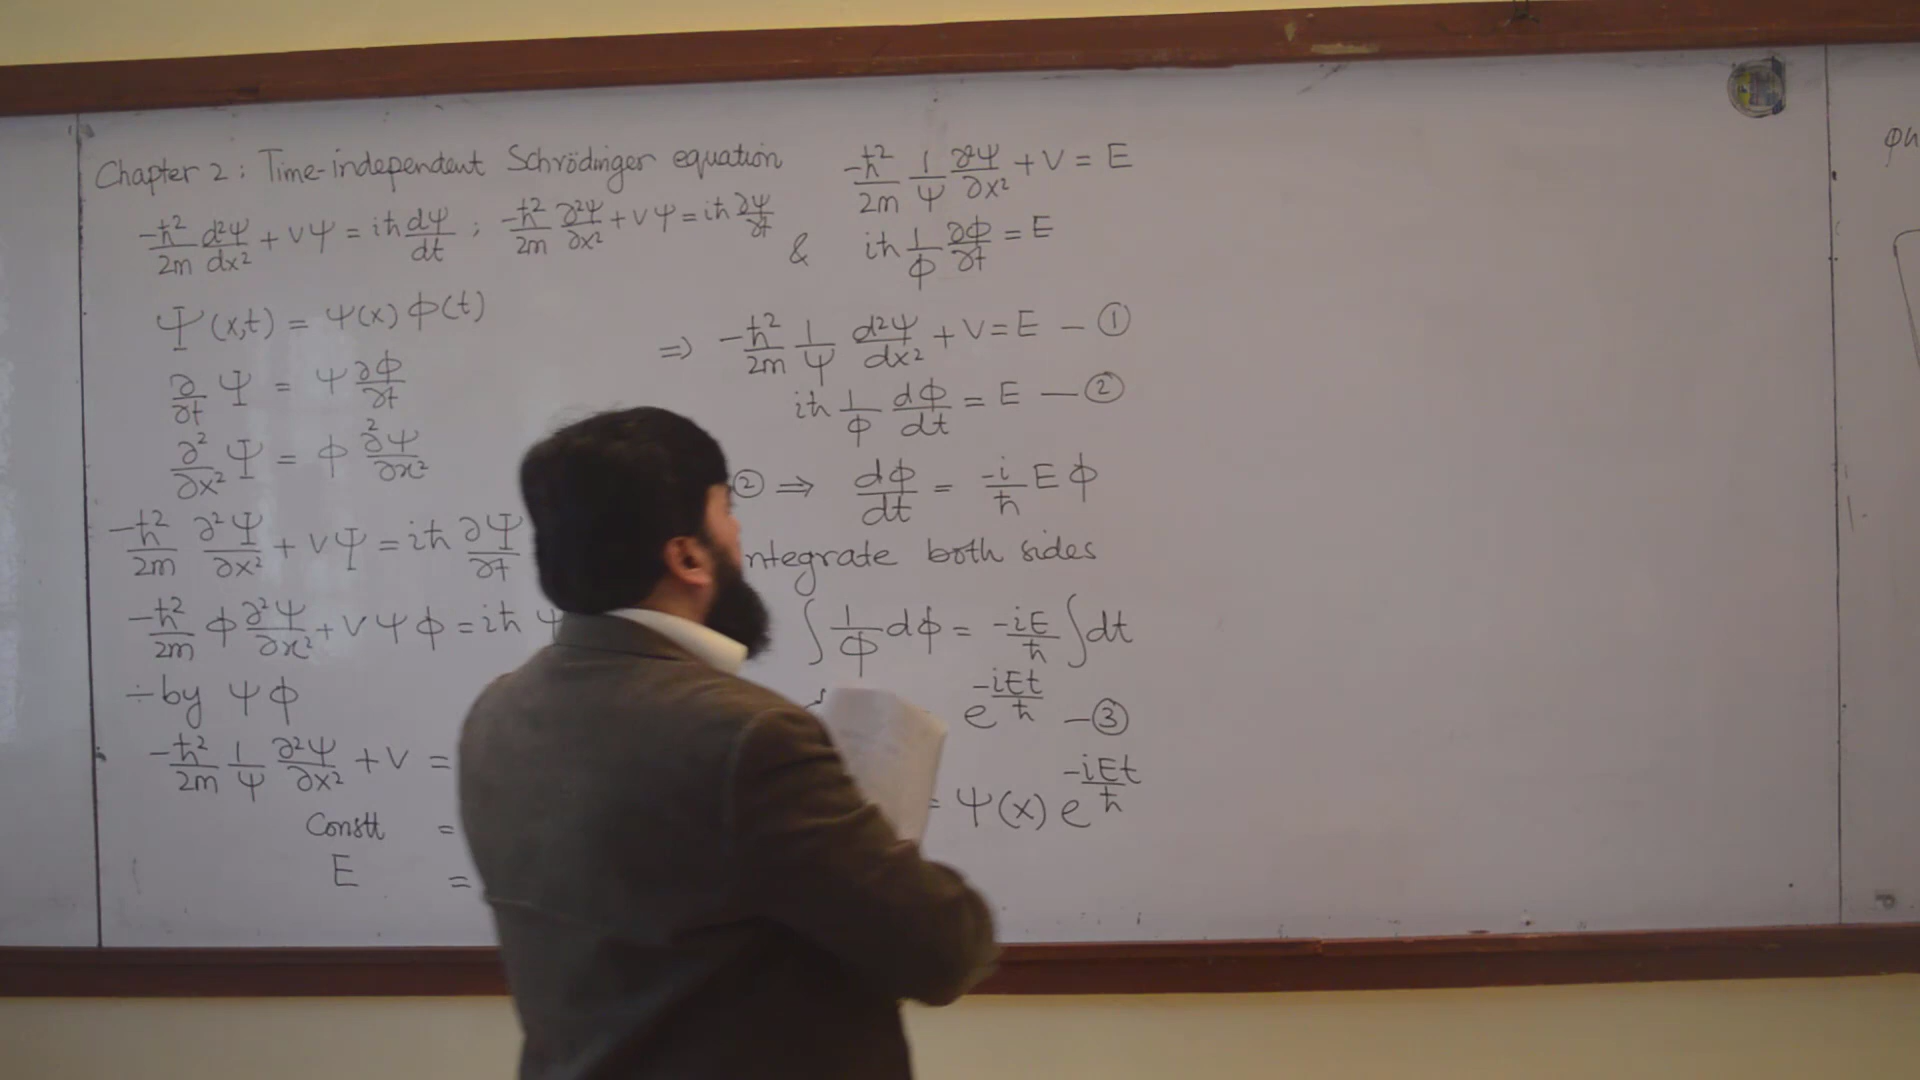 Chapter 2: Time-independent Schrödinger equation
-ħ²/2m d²ψ/dx² + Vψ = iħ dψ/dt ; -ħ²/2m ∂²ψ/∂x² + Vψ = iħ ∂ψ/∂t
Ψ(x,t) = ψ(x) ϕ(t)
∂/∂t Ψ = ψ ∂ϕ/∂t
∂²/∂x² Ψ = ϕ ∂²ψ/∂x²
-ħ²/2m ∂²Ψ/∂x² + VΨ = iħ ∂Ψ/∂t
-ħ²/2m ϕ ∂²ψ/∂x² + Vψϕ = iħ ψ
÷ by ψϕ
-ħ²/2m 1/ψ ∂²ψ/∂x² + V =
Constt =
E =
-ħ²/2m 1/ψ ∂²ψ/∂x² + V = E
& iħ 1/ϕ ∂ϕ/∂t = E
⇒ -ħ²/2m 1/ψ d²ψ/dx² + V = E — ①
iħ 1/ϕ dϕ/dt = E — ②
② ⇒ dϕ/dt = -i/ħ E ϕ
ntegrate both sides
∫ 1/ϕ dϕ = -iE/ħ ∫ dt
e^(-iEt/ħ) — ③
= ψ(x) e^(-iEt/ħ)